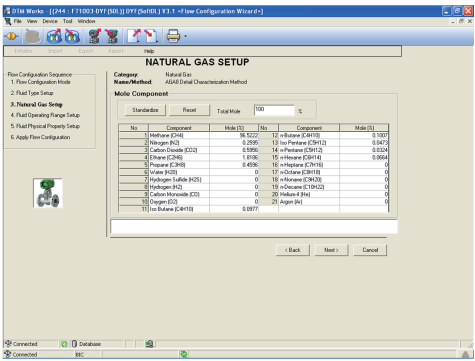 DTM Works - [(244 : FT1003-DYF(SDL)) DYF (SoftDL) V3.1 <Flow Configuration Wizard>]
File View Device Tool Window
Initialize Import Export Report Help
NATURAL GAS SETUP
Flow Configuration Sequence
1. Flow Configuration Mode
2. Fluid Type Setup
3. Natural Gas Setup
4. Fluid Operating Range Setup
5. Fluid Physical Property Setup
6. Apply Flow Configuration
Category: Natural Gas
Name/Method: AGA8 Detail Characterization Method
Mole Component
Standardize Reset Total Mole 100 %
No Component Mole (%) No Component Mole (%)
1 Methane (CH4) 96.5222 12 n-Butane (C4H10) 0.1007
2 Nitrogen (N2) 0.2595 13 Iso Pentane (C5H12) 0.0473
3 Carbon Dioxide (CO2) 0.5956 14 n-Pentane (C5H12) 0.0324
4 Ethane (C2H6) 1.8186 15 n-Hexane (C6H14) 0.0664
5 Propane (C3H8) 0.4596 16 n-Heptane (C7H16) 0
6 Water (H2O) 0 17 n-Octane (C8H18) 0
7 Hydrogen Sulfide (H2S) 0 18 n-Nonane (C9H20) 0
8 Hydrogen (H2) 0 19 n-Decane (C10H22) 0
9 Carbon Monoxide (CO) 0 20 Helium-4 (He) 0
10 Oxygen (O2) 0 21 Argon (Ar) 0
11 Iso Butane (C4H10) 0.0977
< Back Next > Cancel
Connected Database
Connected BIC